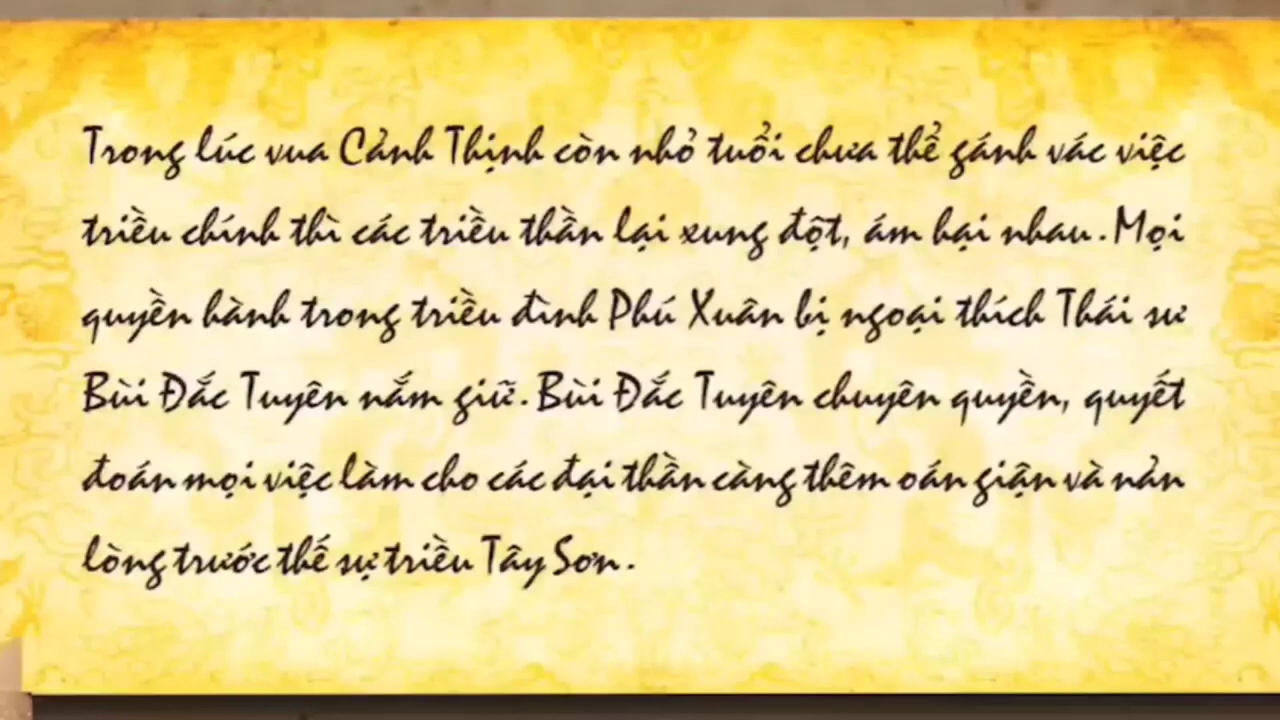 Trong lúc vua Cảnh Thịnh còn nhỏ tuổi chưa thể gánh vác việc
triều chính thì các triều thần lại xung đột, ám hại nhau. Mọi
quyền hành trong triều đình Phú Xuân bị ngoại thích Thái sư
Bùi Đắc Tuyên nắm giữ. Bùi Đắc Tuyên chuyên quyền, quyết
đoán mọi việc làm cho các đại thần càng thêm oán giận và nản
lòng trước thế sự triều Tây Sơn.